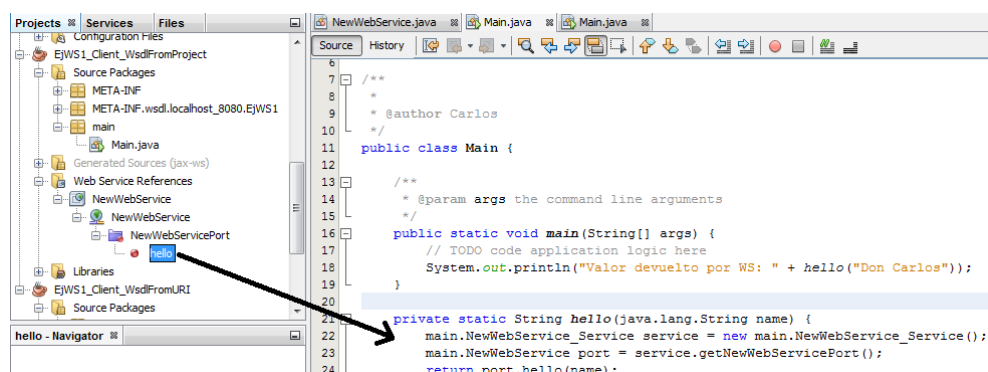 Projects Services Files
Configuration Files
EjWS1_Client_WsdlFromProject
Source Packages
META-INF
META-INF.wsdl.localhost_8080.EjWS1
main
Main.java
Generated Sources (jax-ws)
Web Service References
NewWebService
NewWebService
NewWebServicePort
hello
Libraries
EjWS1_Client_WsdlFromURI
Source Packages
hello - Navigator
NewWebService.java Main.java Main.java
Source History
6
7 /**
8 *
9 * @author Carlos
10 */
11 public class Main {
12
13 /**
14 * @param args the command line arguments
15 */
16 public static void main(String[] args) {
17 // TODO code application logic here
18 System.out.println("Valor devuelto por WS: " + hello("Don Carlos"));
19 }
20
21 private static String hello(java.lang.String name) {
22 main.NewWebService_Service service = new main.NewWebService_Service();
23 main.NewWebService port = service.getNewWebServicePort();
24 return port.hello(name);